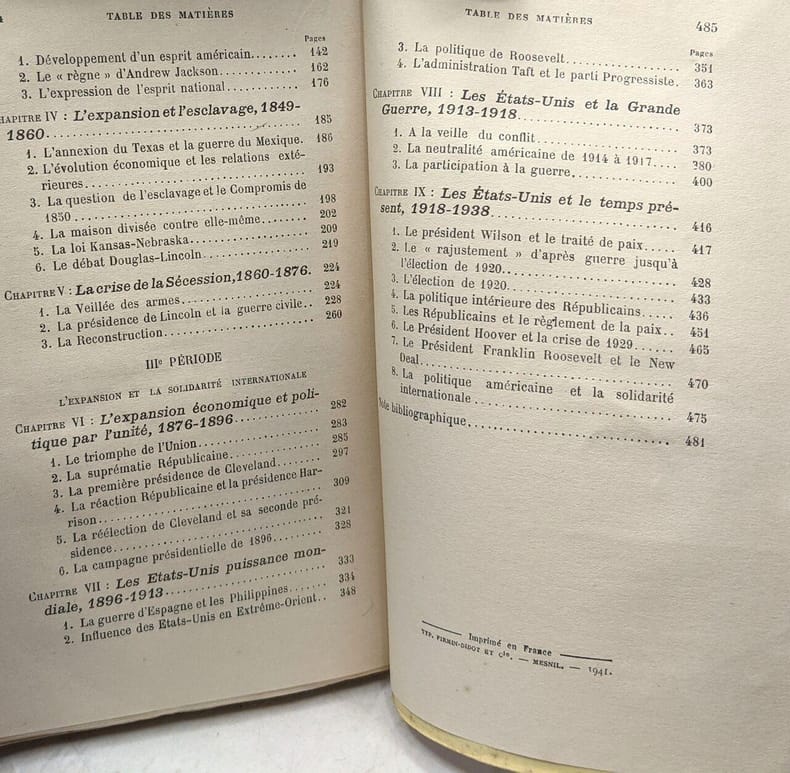 TABLE DES MATIÈRES
Pages
1. Développement d'un esprit américain........ 142
2. Le « règne » d'Andrew Jackson............ 162
3. L'expression de l'esprit national............ 176
HAPITRE IV : L'expansion et l'esclavage, 1849-
1860........................ 185
1. L'annexion du Texas et la guerre du Mexique. 186
2. L'évolution économique et les relations exté-
rieures........................ 193
3. La question de l'esclavage et le Compromis de
1850........................ 198
4. La maison divisée contre elle-même........ 202
5. La loi Kansas-Nebraska................ 209
6. Le débat Douglas-Lincoln.............. 219
CHAPITRE V : La crise de la Sécession, 1860-1876. 224
1. La Veillée des armes.................. 224
2. La présidence de Lincoln et la guerre civile.. 228
3. La Reconstruction.................... 260
IIIe PÉRIODE
L'EXPANSION ET LA SOLIDARITÉ INTERNATIONALE
CHAPITRE VI : L'expansion économique et poli-
tique par l'unité, 1876-1896............ 282
1. Le triomphe de l'Union................ 283
2. La suprématie Républicaine............ 285
3. La première présidence de Cleveland........ 297
4. La réaction Républicaine et la présidence Har-
rison.......................... 309
5. La réélection de Cleveland et sa seconde pré-
sidence........................ 321
6. La campagne présidentielle de 1896........ 328
CHAPITRE VII : Les Etats-Unis puissance mon-
diale, 1896-1913.................... 333
1. La guerre d'Espagne et les Philippines...... 334
2. Influence des Etats-Unis en Extrême-Orient.. 348
TABLE DES MATIÈRES 485
Pages
3. La politique de Roosevelt.............. 351
4. L'administration Taft et le parti Progressiste. 363
CHAPITRE VIII : Les États-Unis et la Grande
Guerre, 1913-1918.................. 373
1. A la veille du conflit.................. 373
2. La neutralité américaine de 1914 à 1917.... 380
3. La participation à la guerre............ 400
CHAPITRE IX : Les États-Unis et le temps pré-
sent, 1918-1938.................... 416
1. Le président Wilson et le traité de paix..... 417
2. Le « rajustement » d'après guerre jusqu'à
l'élection de 1920.................. 428
3. L'élection de 1920.................... 433
4. La politique intérieure des Républicains...... 436
5. Les Républicains et le règlement de la paix.. 451
6. Le Président Hoover et la crise de 1929...... 465
7. Le Président Franklin Roosevelt et le New
Deal.......................... 470
8. La politique américaine et la solidarité
internationale.................... 475
Note bibliographique.................... 481
Imprimé en France
TYP. FIRMIN-DIDOT ET Cie. — MESNIL. — 1941.